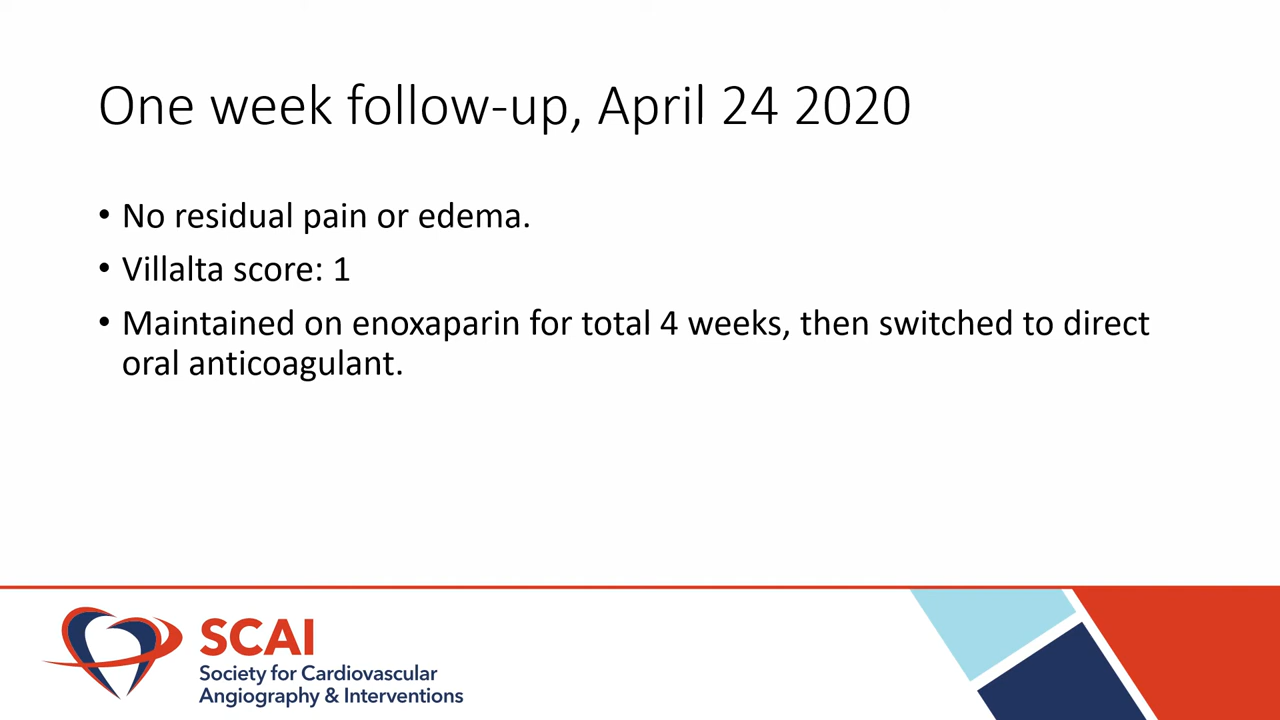 One week follow-up, April 24 2020
• No residual pain or edema.
• Villalta score: 1
• Maintained on enoxaparin for total 4 weeks, then switched to direct
oral anticoagulant.
SCAI
Society for Cardiovascular
Angiography & Interventions